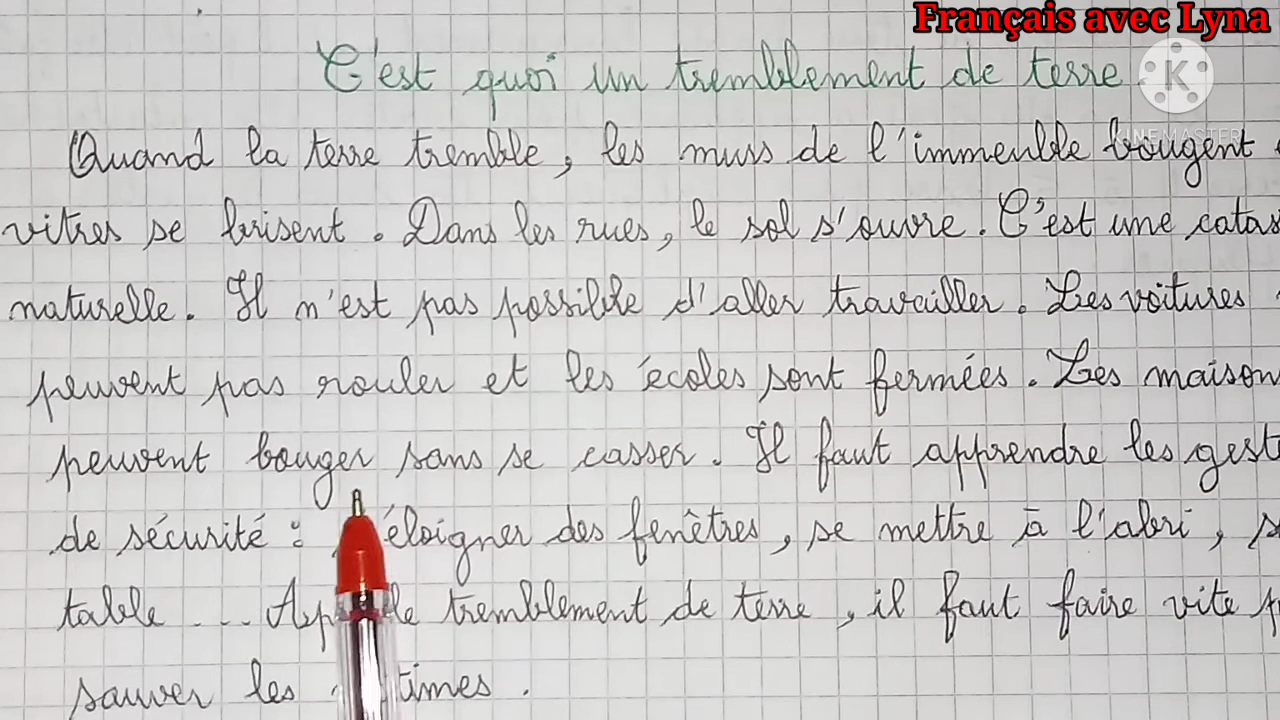 Français avec Lyna
C'est quoi un tremblement de terre
KINEMASTER
Quand la terre tremble, les murs de l'immeuble bougent
vitres se brisent. Dans les rues, le sol s'ouvre. C'est une catas
naturelle. Il n'est pas possible d'aller travailler. Les voitures
peuvent pas rouler et les écoles sont fermées. Les maison
peuvent bouger sans se casser. Il faut apprendre les gest
de sécurité : éloigner des fenêtres, se mettre à l'abri, s
table ... Ap le tremblement de terre, il faut faire vite p
sauver les times.